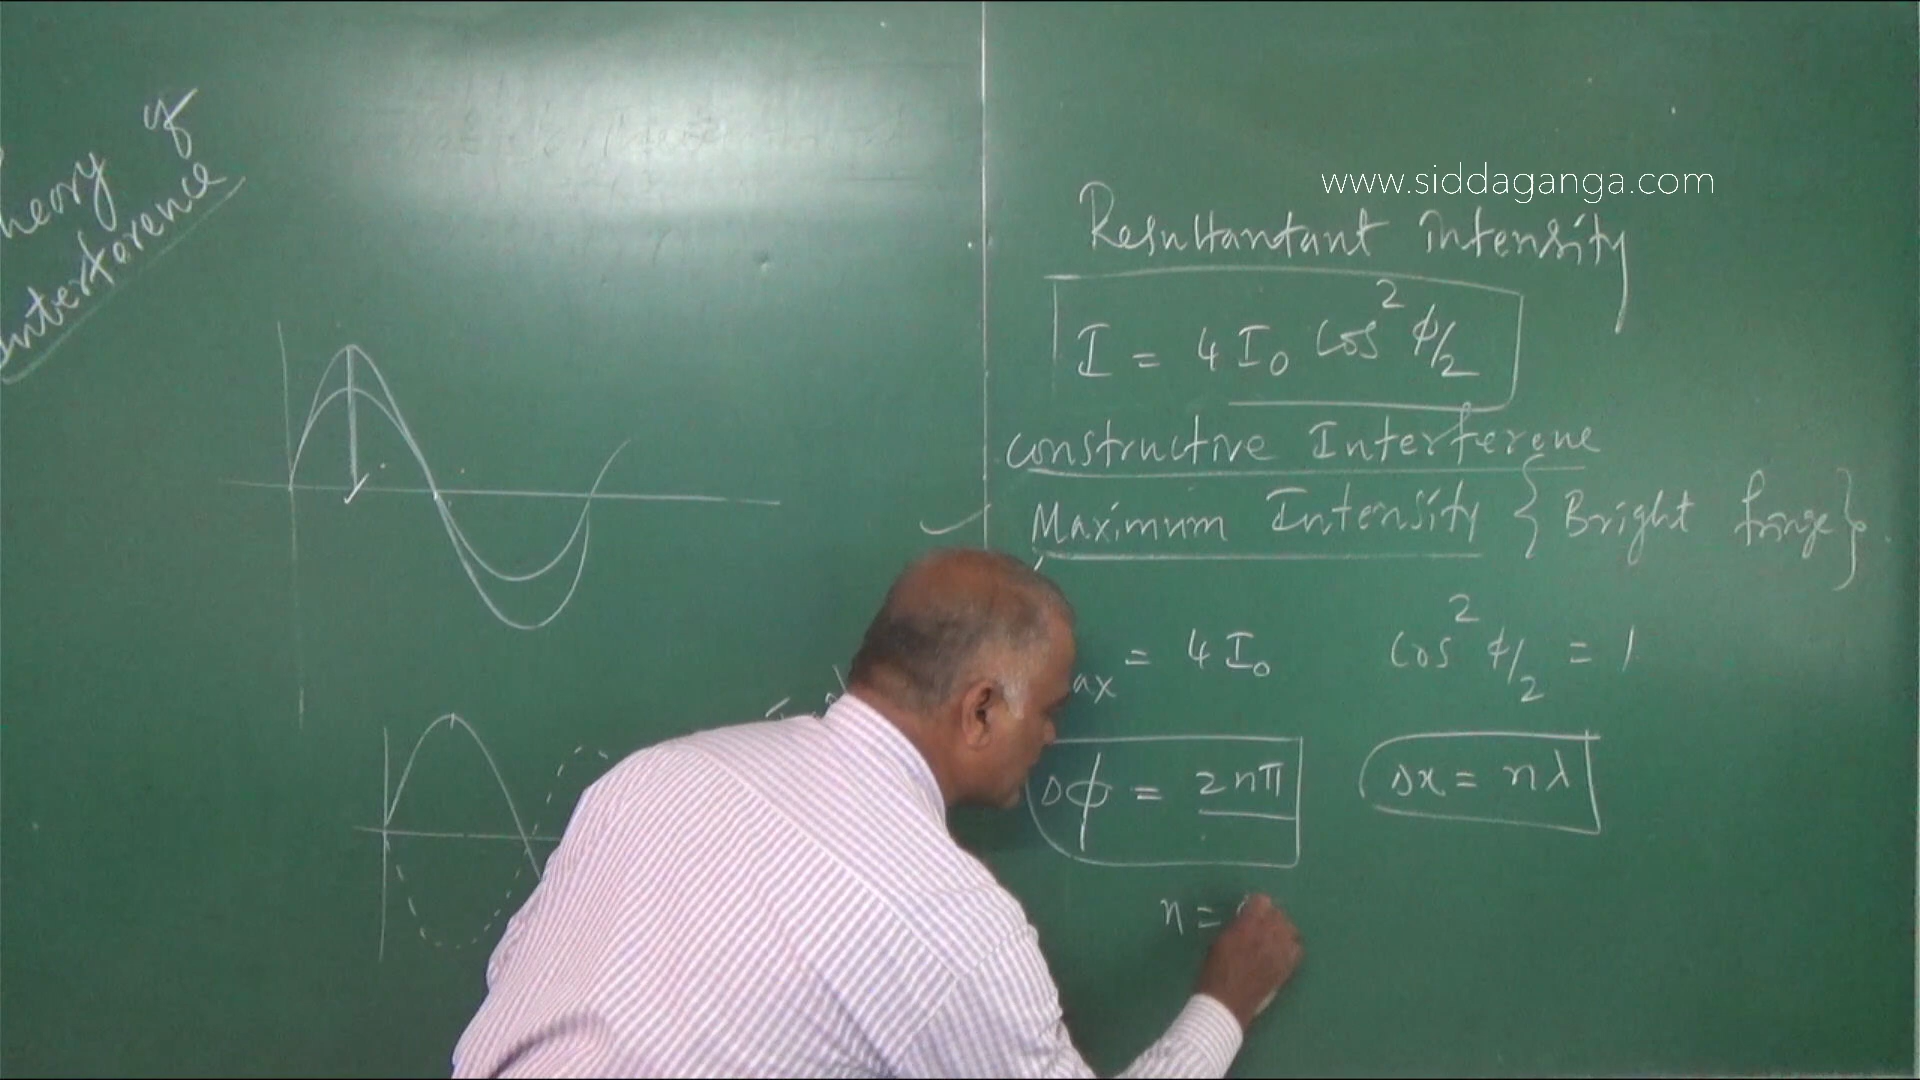 heory of
Interference
www.siddaganga.com
Resultantant intensity
I = 4 I₀ cos² ϕ/2
Constructive Interferene
Maximum Intensity { Bright fringe }
ax = 4 I₀ cos² ϕ/2 = 1
Δϕ = 2nπ Δx = nλ
n =